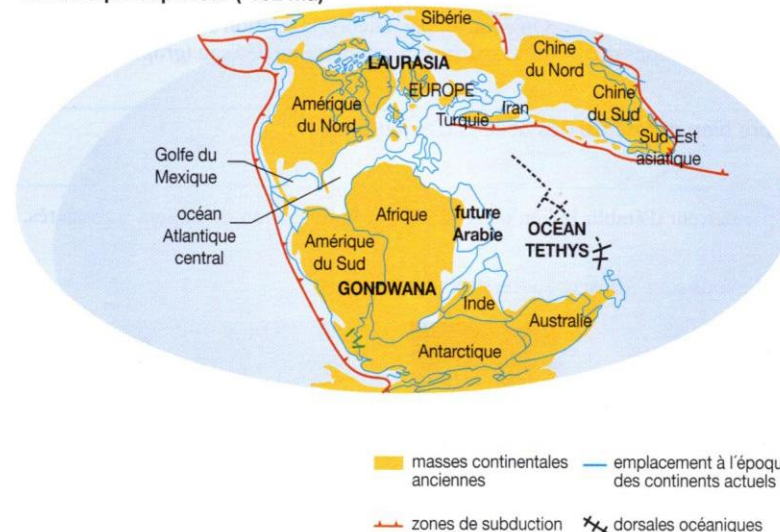 Sibérie
LAURASIA
Chine
du Nord
EUROPE
Amérique
du Nord
Chine
du Sud
Iran
Turquie
Sud-Est
asiatique
Golfe du
Mexique
océan
Atlantique
central
Afrique
future
Arabie
OCÉAN
TETHYS
Amérique
du Sud
GONDWANA
Inde
Australie
Antarctique
masses continentales
anciennes
emplacement à l'époqu
des continents actuels
zones de subduction
dorsales océaniques